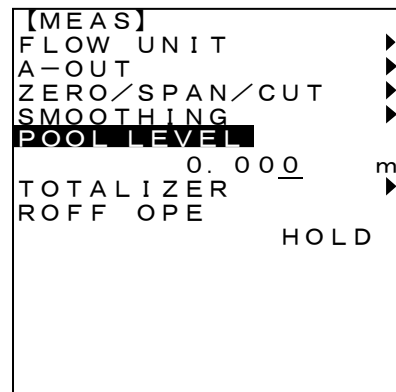 【MEAS】
FLOW UNIT ▶
A−OUT ▶
ZERO/SPAN/CUT ▶
SMOOTHING ▶
POOL LEVEL
0.000 m
TOTALIZER ▶
ROFF OPE
HOLD